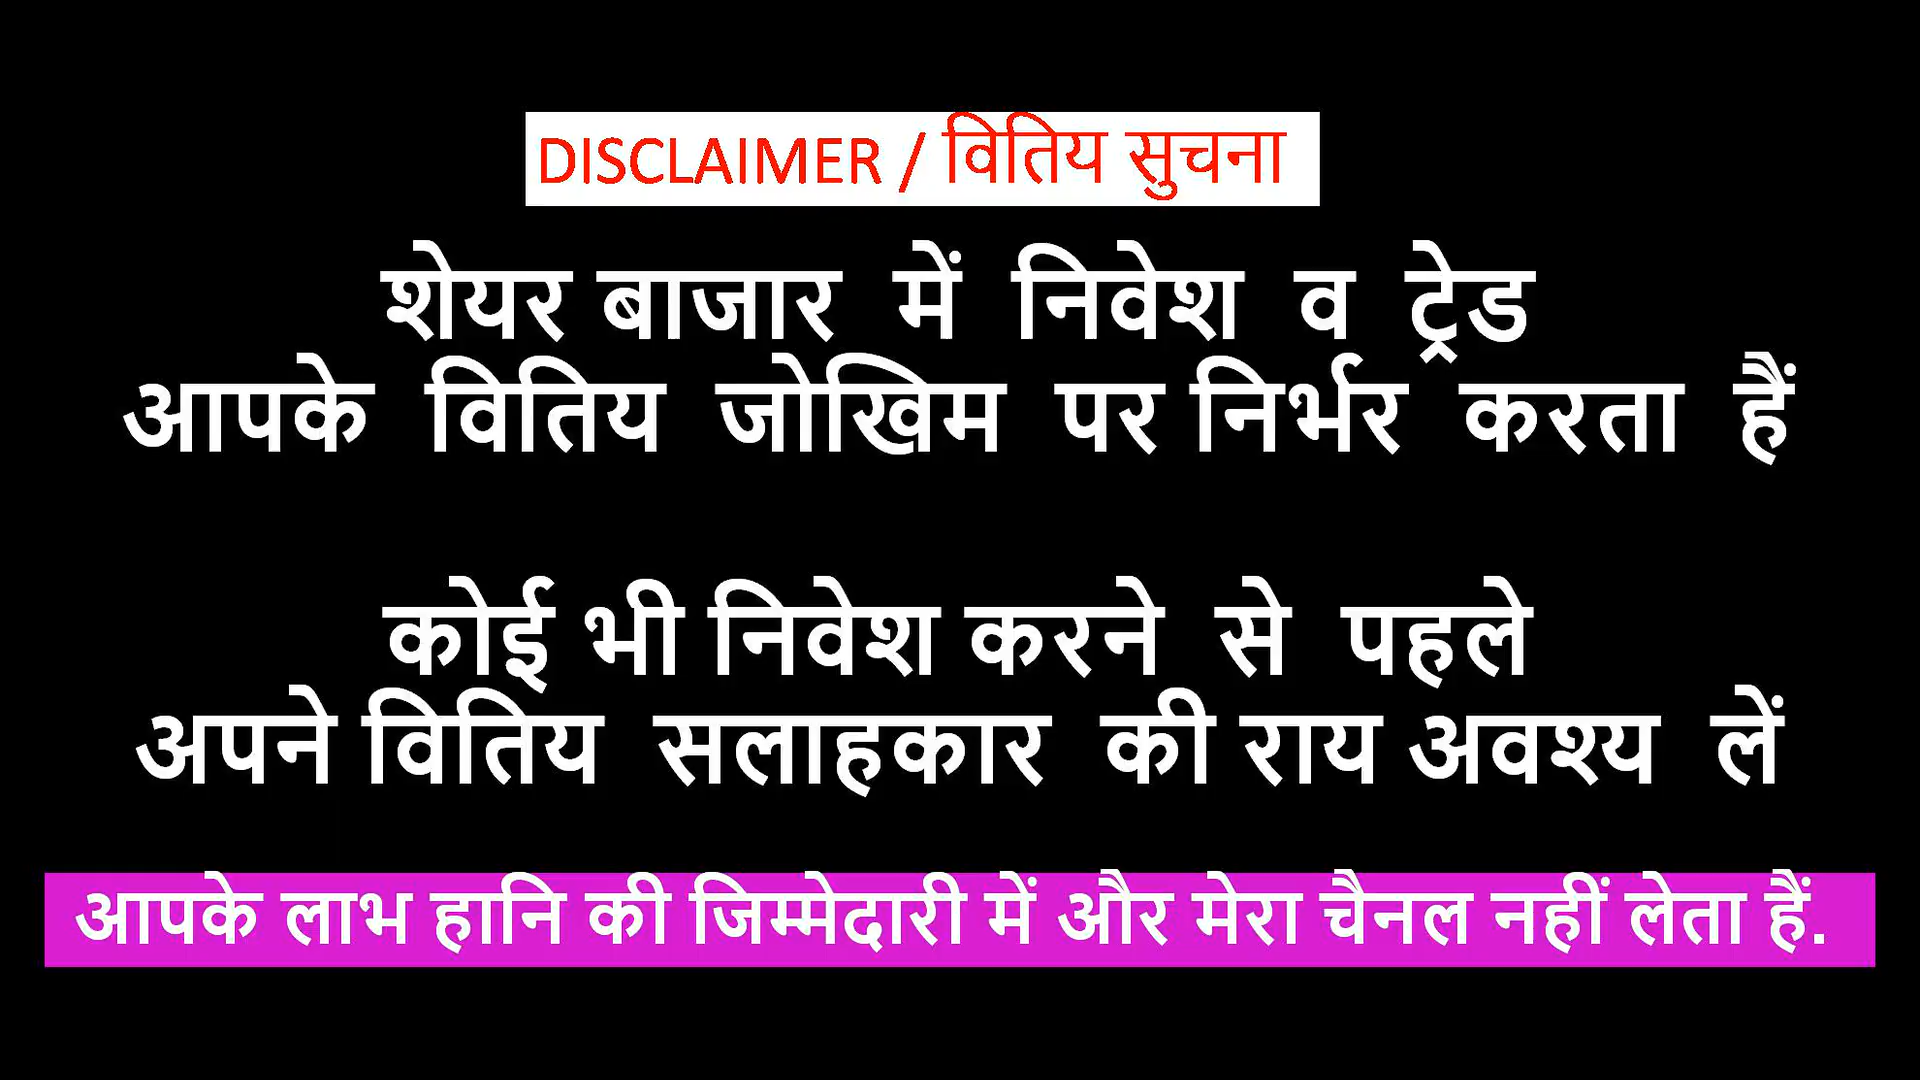 DISCLAIMER / वितिय सुचना
शेयर बाजार में निवेश व ट्रेड
आपके वितिय जोखिम पर निर्भर करता हैं
कोई भी निवेश करने से पहले
अपने वितिय सलाहकार की राय अवश्य लें
आपके लाभ हानि की जिम्मेदारी में और मेरा चैनल नहीं लेता हैं.